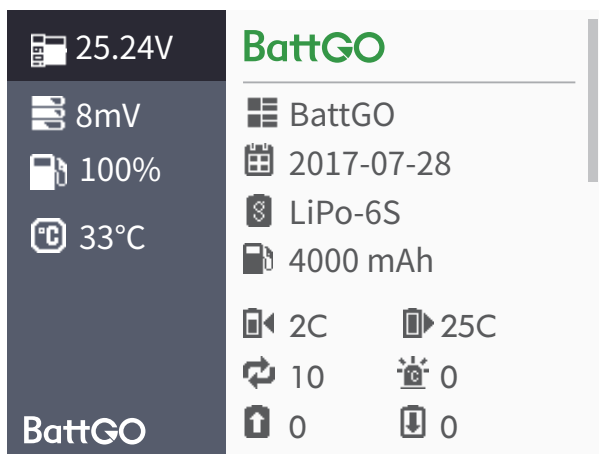 25.24V
8mV
100%
33°C
BattGO
BattGO
BattGO
2017-07-28
LiPo-6S
4000 mAh
2C 25C
10 0
0 0